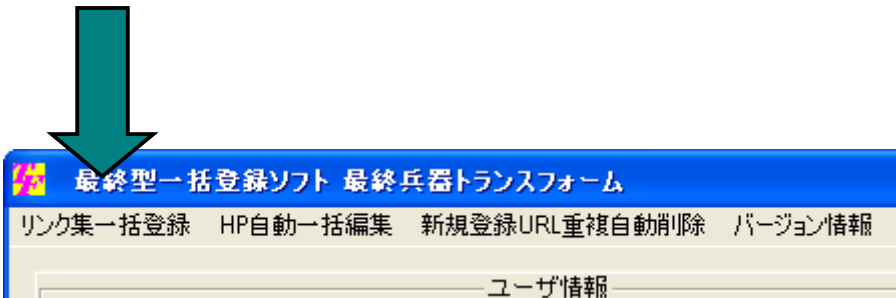 最終型一括登録ソフト 最終兵器トランスフォーム
リンク集一括登録 HP自動一括編集 新規登録URL重複自動削除 バージョン情報
ユーザ情報